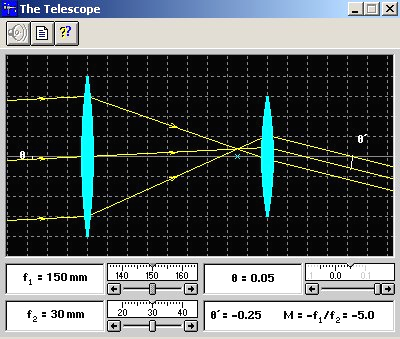 The Telescope
??
θ
θ´
f1 = 150 mm
140 150 160
θ = 0.05
0.0
f2 = 30 mm
20 30 40
θ´ = -0.25 M = -f1/f2 = -5.0